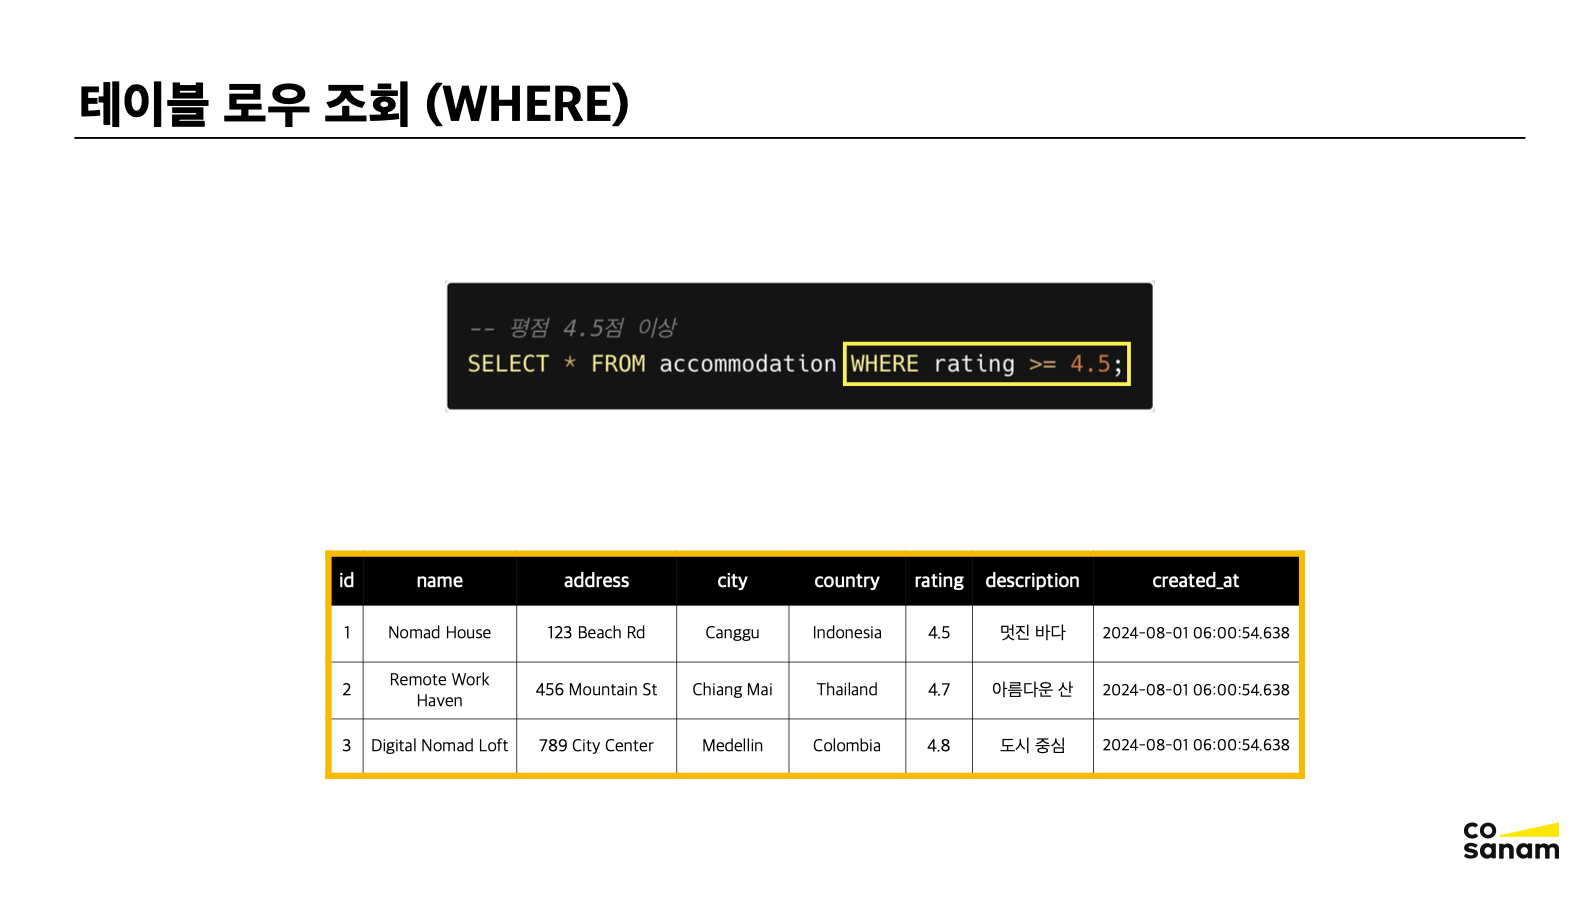 테이블 로우 조회 (WHERE)
-- 평점 4.5점 이상
SELECT * FROM accommodation WHERE rating >= 4.5;
id name address city country rating description created_at
1 Nomad House 123 Beach Rd Canggu Indonesia 4.5 멋진 바다 2024-08-01 06:00:54.638
2 Remote Work Haven 456 Mountain St Chiang Mai Thailand 4.7 아름다운 산 2024-08-01 06:00:54.638
3 Digital Nomad Loft 789 City Center Medellin Colombia 4.8 도시 중심 2024-08-01 06:00:54.638
co
sanam